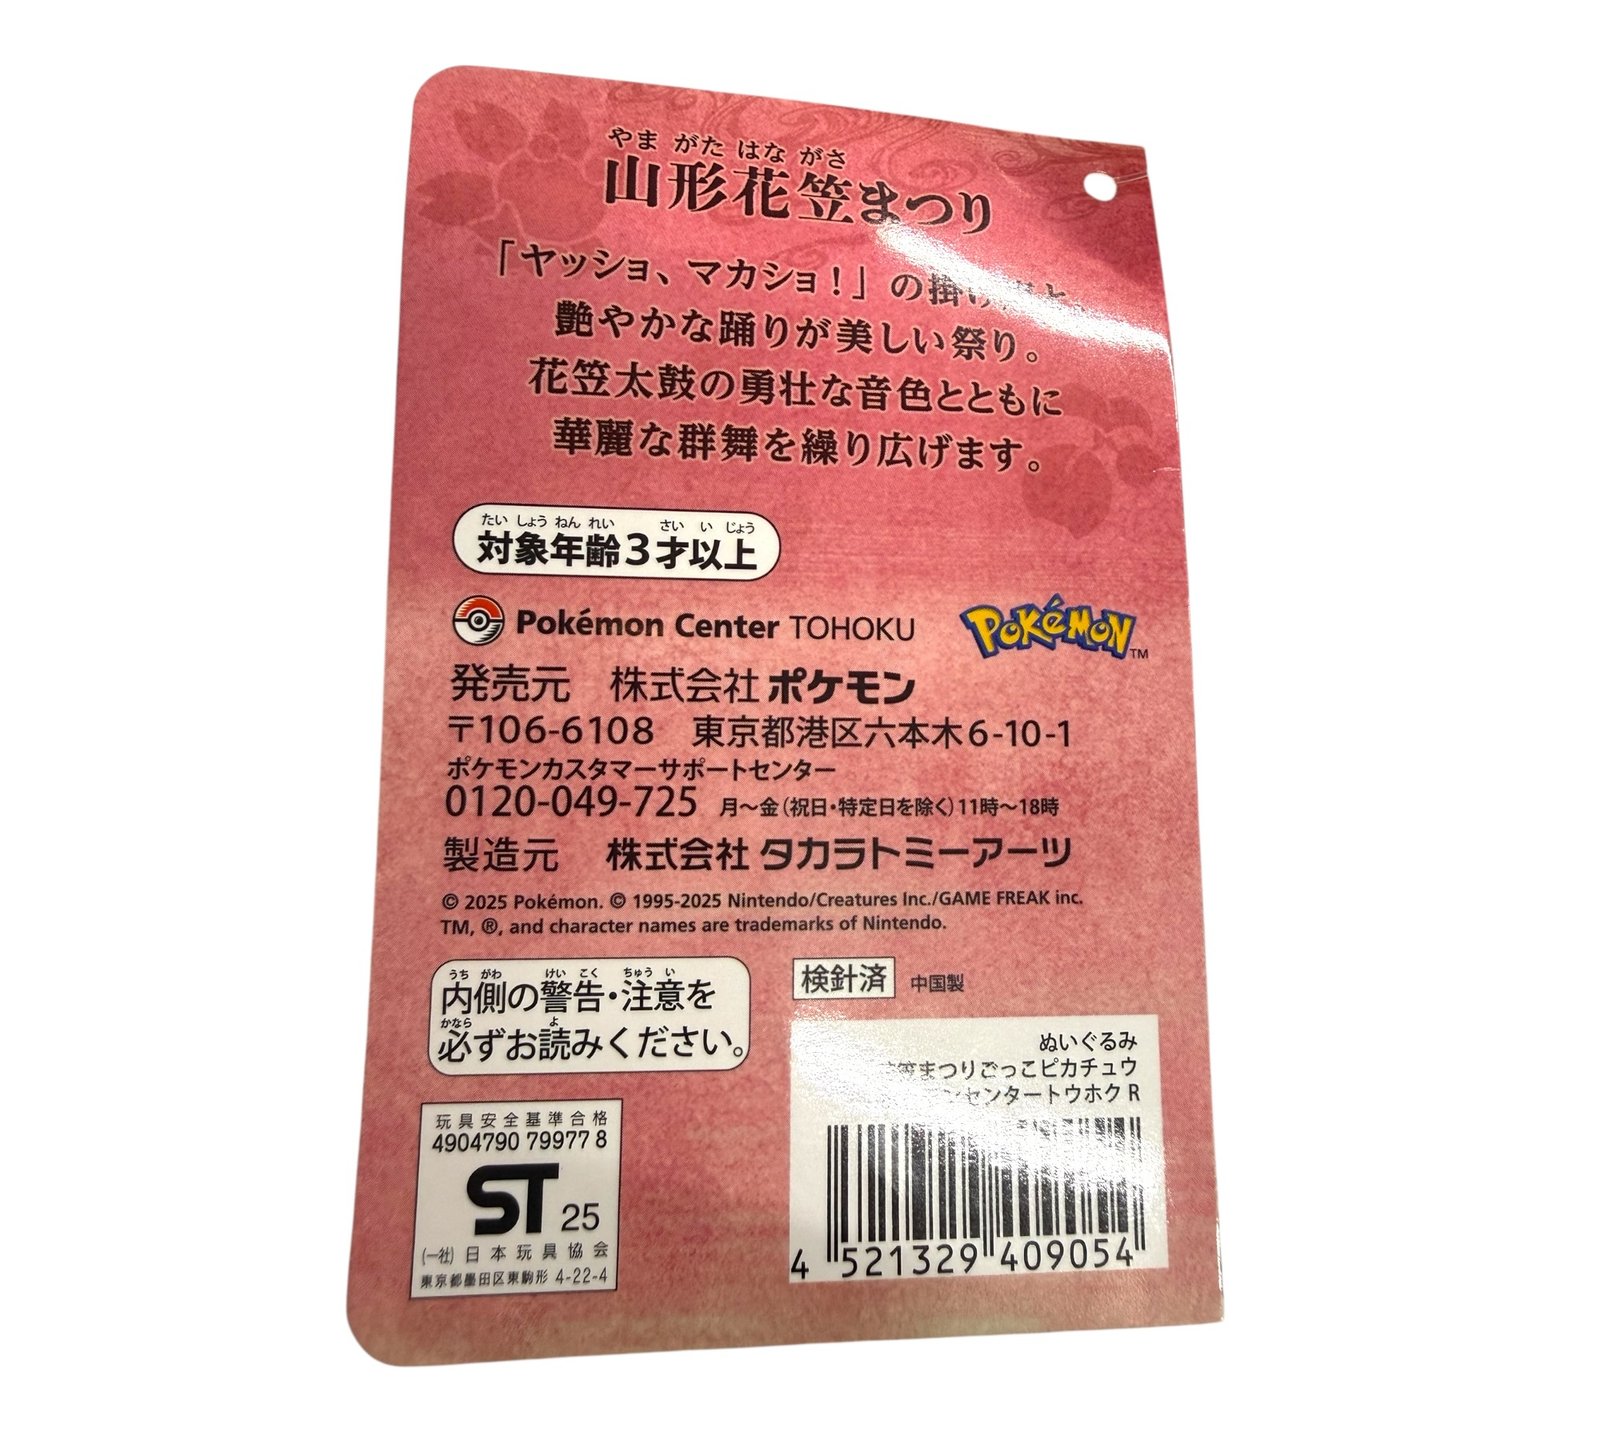 やま がた はな がさ
山形花笠まつり
「ヤッショ、マカショ！」の掛け
艶やかな踊りが美しい祭り。
花笠太鼓の勇壮な音色とともに
華麗な群舞を繰り広げます。
たい しょう ねん れい さい い じょう
対象年齢3才以上
Pokémon Center TOHOKU
POKéMON TM
発売元 株式会社ポケモン
〒106-6108 東京都港区六本木6-10-1
ポケモンカスタマーサポートセンター
0120-049-725 月～金（祝日・特定日を除く）11時～18時
製造元 株式会社タカラトミーアーツ
© 2025 Pokémon. © 1995-2025 Nintendo/Creatures Inc./GAME FREAK inc.
TM, ®, and character names are trademarks of Nintendo.
うち がわ けい こく ちゅう い
内側の警告・注意を
かなら よ
必ずお読みください。
検針済 中国製
玩具安全基準合格
4904790 79977 8
ST 25
(一社) 日本玩具協会
東京都墨田区東駒形 4-22-4
ぬいぐるみ
笠まつりごっこピカチュウ
ンセンタートウホク R
4 521329 409054